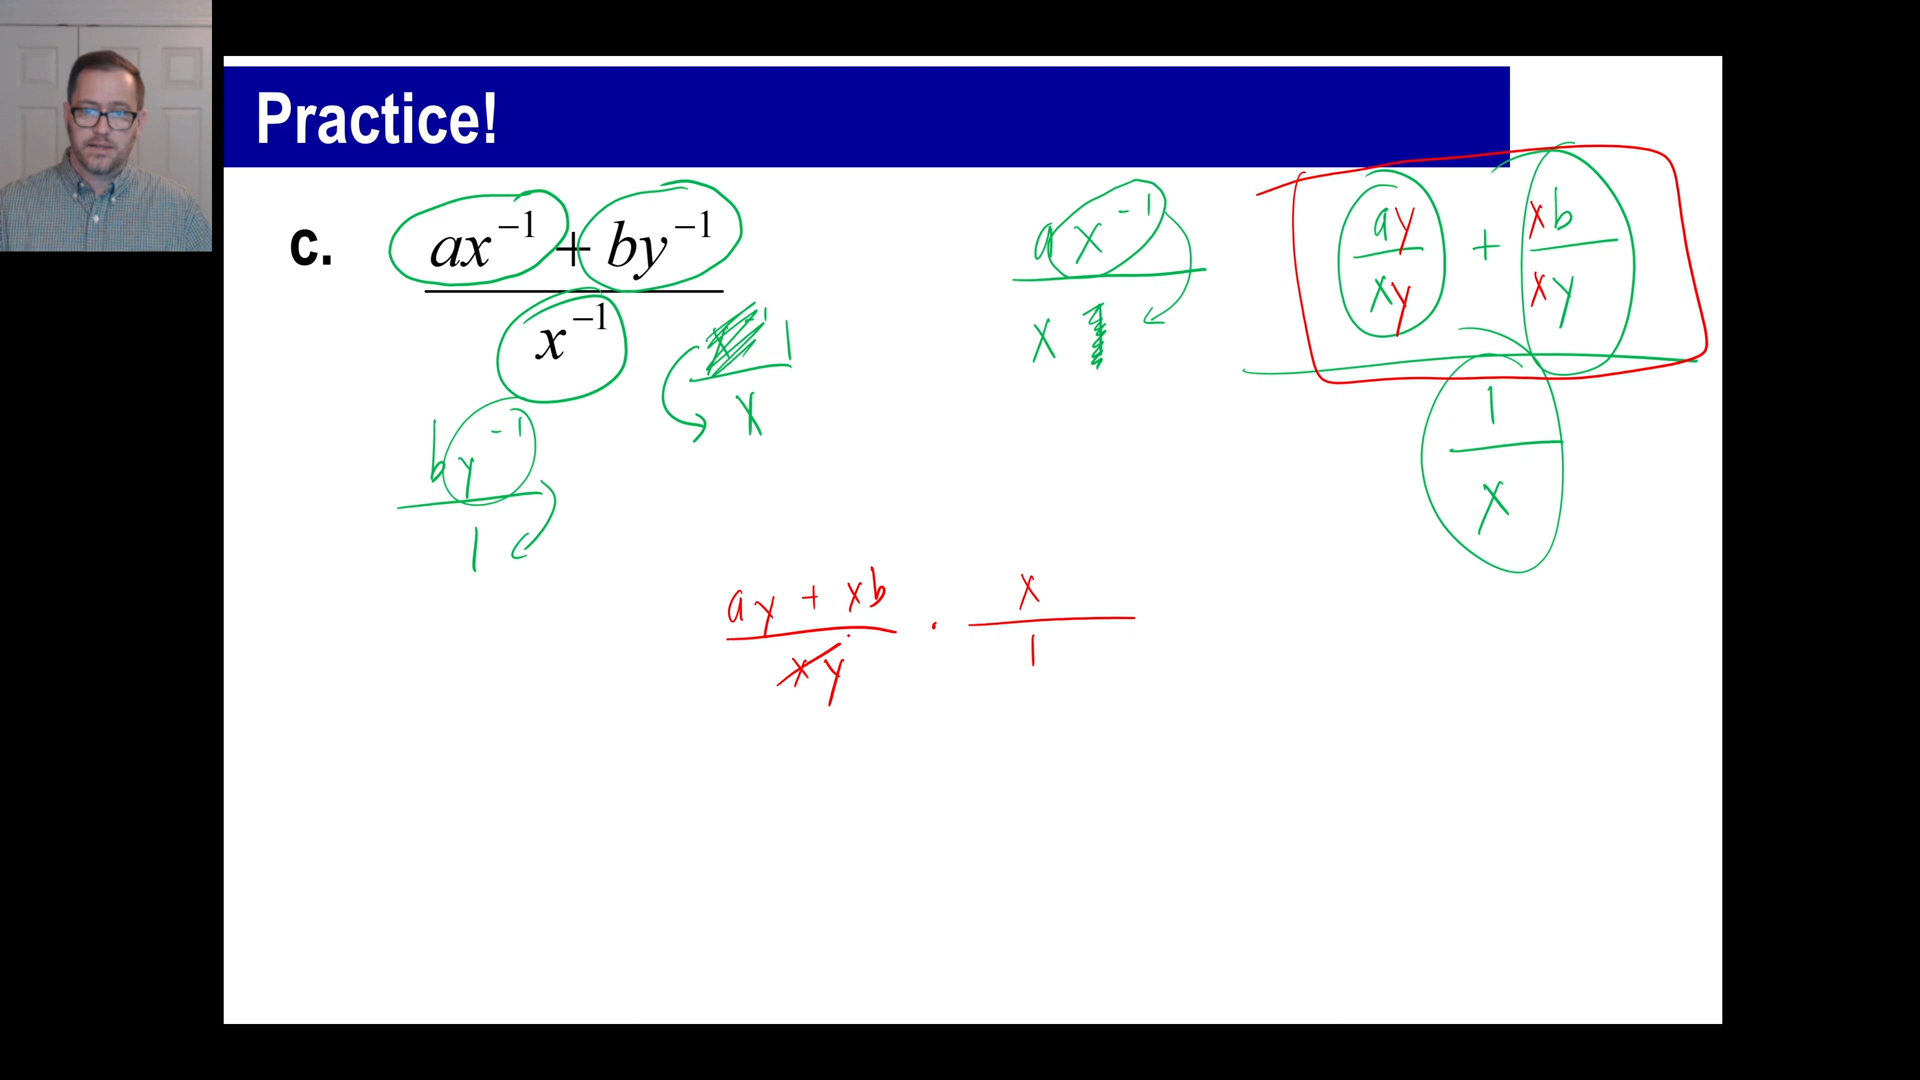 Practice!
c. ax⁻¹ + by⁻¹
x⁻¹
1
x
by⁻¹
1
ax⁻¹
x
ay + xb
xy xy
1
x
ay + xb · x
xy 1